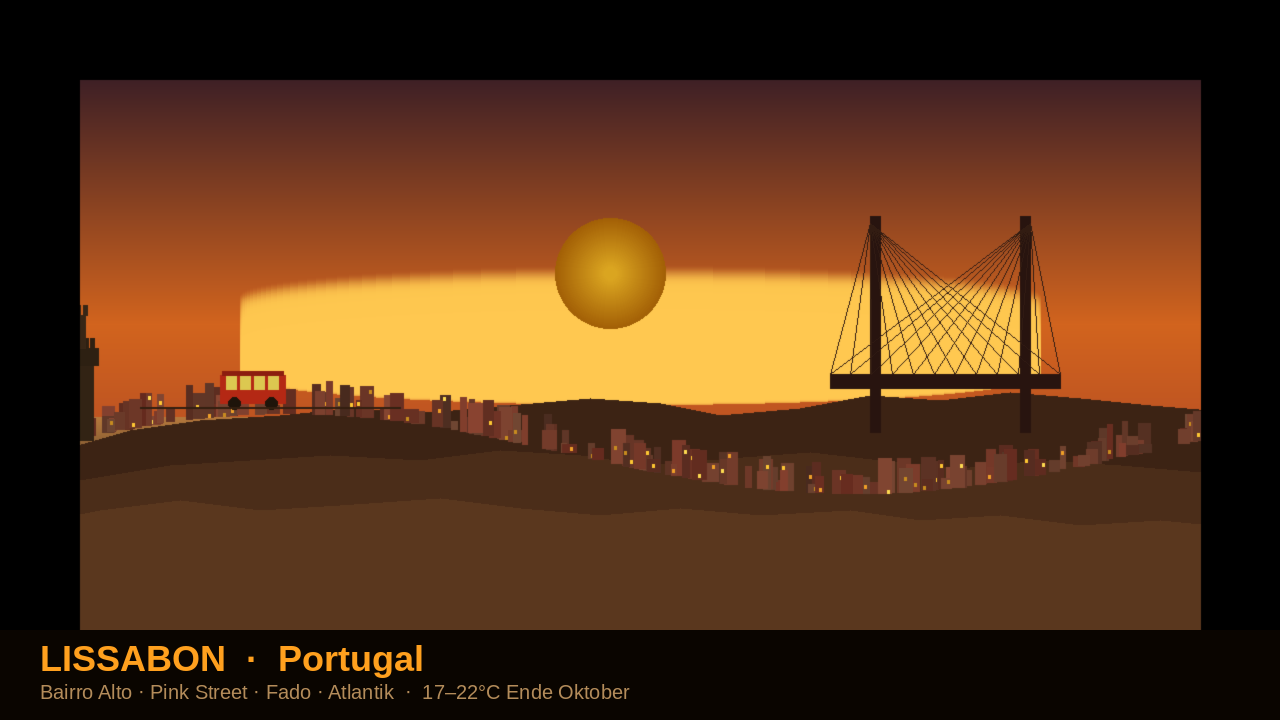 LISSABON · Portugal
Bairro Alto · Pink Street · Fado · Atlantik · 17–22°C Ende Oktober